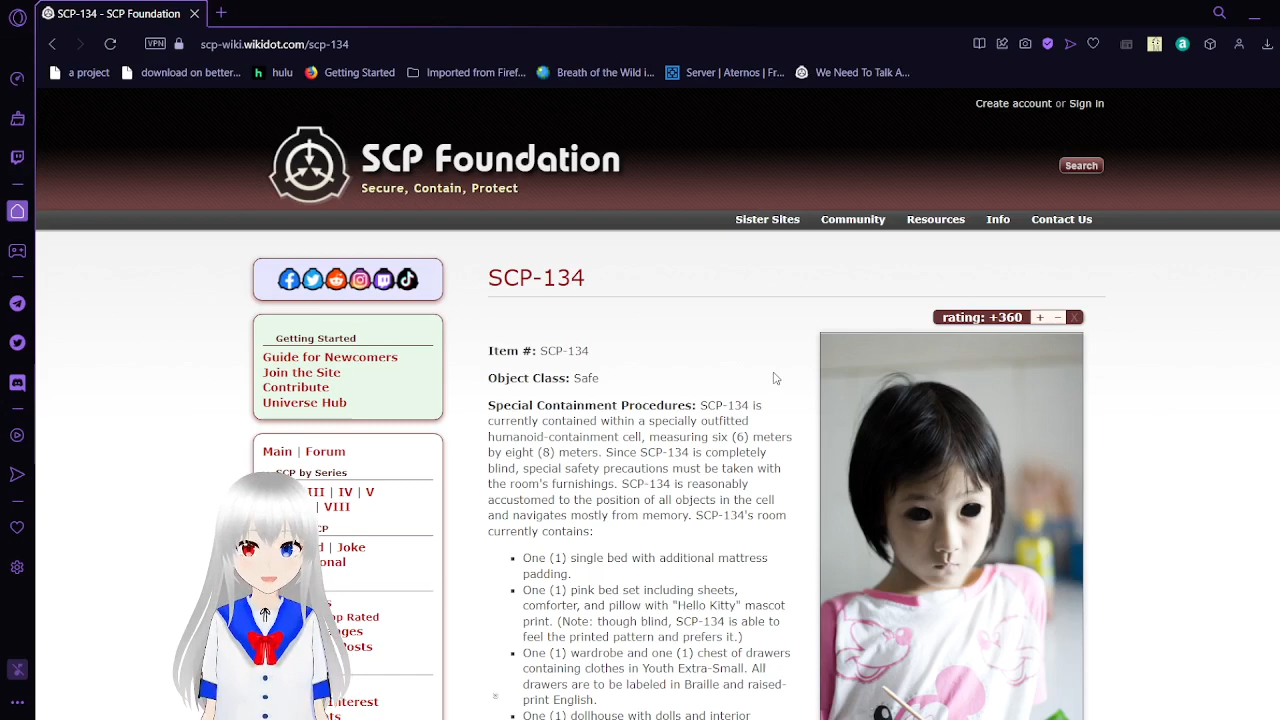 SCP-134 - SCP Foundation
VPN scp-wiki.wikidot.com/scp-134
a project download on better... hulu Getting Started Imported from Firef... Breath of the Wild i... Server | Aternos | Fr... We Need To Talk A...
Create account or Sign in
SCP Foundation
Secure, Contain, Protect
Search
Sister Sites Community Resources Info Contact Us
Getting Started
Guide for Newcomers
Join the Site
Contribute
Universe Hub
Main | Forum
SCP by Series
III | IV | V
| VIII
CP
d | Joke
onal
s
op Rated
nges
Posts
nterest
ts
SCP-134
rating: +360 + – X
Item #: SCP-134
Object Class: Safe
Special Containment Procedures: SCP-134 is
currently contained within a specially outfitted
humanoid-containment cell, measuring six (6) meters
by eight (8) meters. Since SCP-134 is completely
blind, special safety precautions must be taken with
the room's furnishings. SCP-134 is reasonably
accustomed to the position of all objects in the cell
and navigates mostly from memory. SCP-134's room
currently contains:
▪ One (1) single bed with additional mattress
padding.
▪ One (1) pink bed set including sheets,
comforter, and pillow with "Hello Kitty" mascot
print. (Note: though blind, SCP-134 is able to
feel the printed pattern and prefers it.)
▪ One (1) wardrobe and one (1) chest of drawers
containing clothes in Youth Extra-Small. All
drawers are to be labeled in Braille and raised-
print English.
▪ One (1) dollhouse with dolls and interior